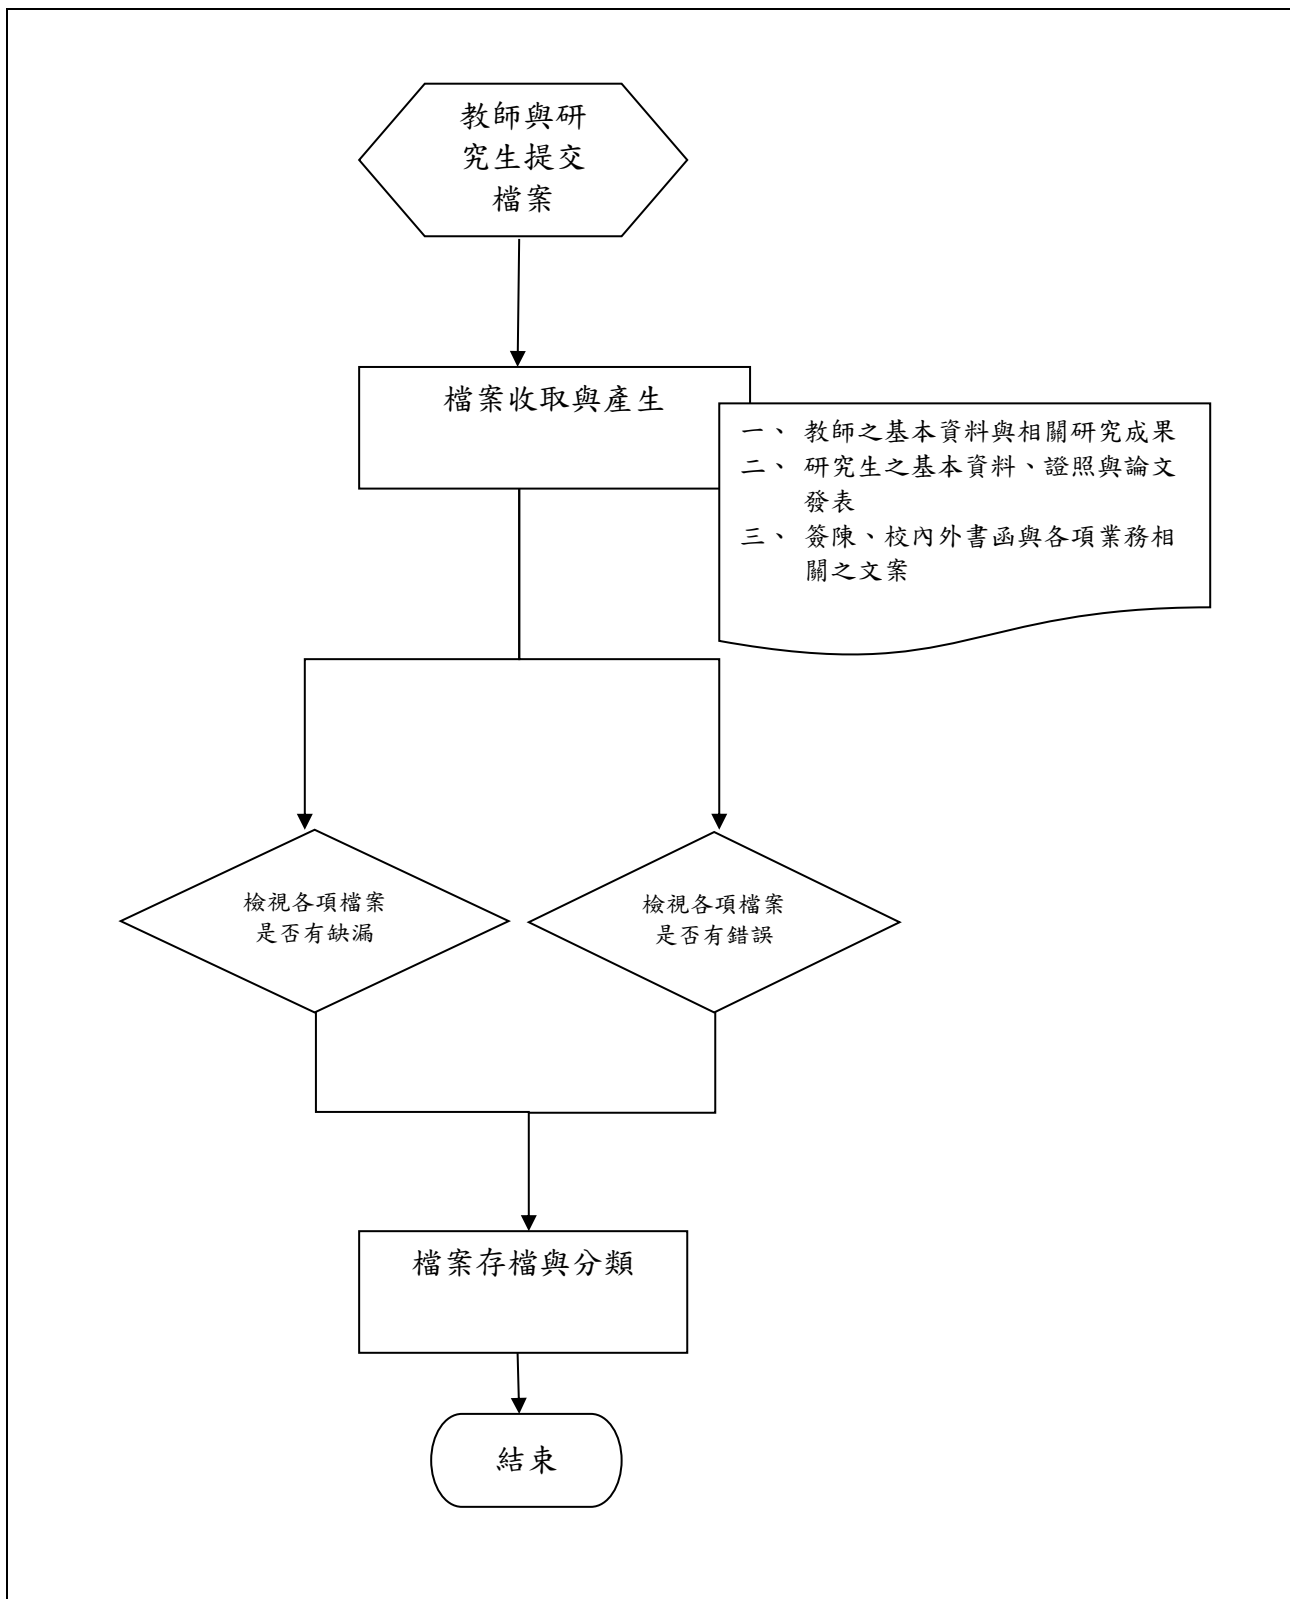 教師與研
究生提交
檔案
檔案收取與產生
一、 教師之基本資料與相關研究成果
二、 研究生之基本資料、證照與論文
發表
三、 簽陳、校內外書函與各項業務相
關之文案
檢視各項檔案
是否有缺漏
檢視各項檔案
是否有錯誤
檔案存檔與分類
結束